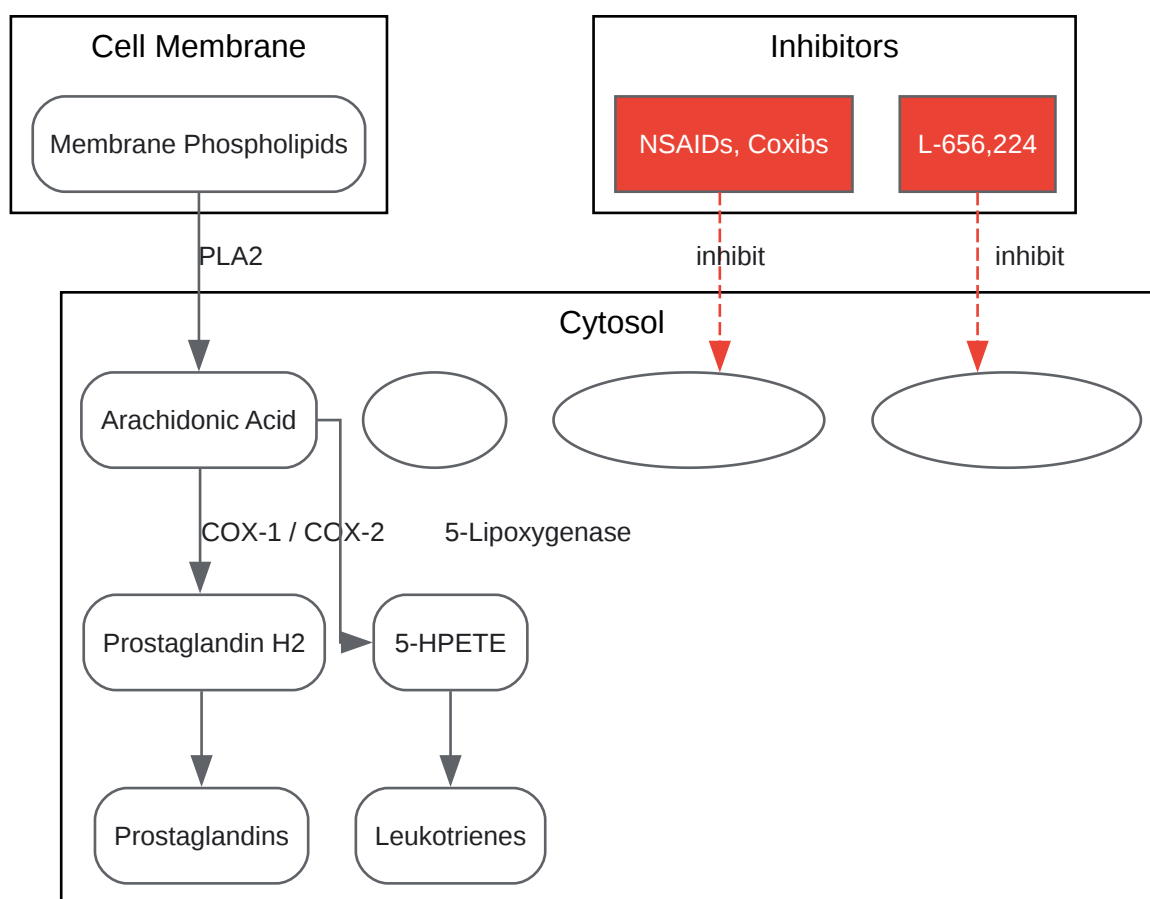 Cell Membrane
Inhibitors
Membrane Phospholipids
NSAIDs, Coxibs
L-656,224
PLA2
inhibit
inhibit
Cytosol
Arachidonic Acid
COX-1 / COX-2
5-Lipoxygenase
Prostaglandin H2
5-HPETE
Prostaglandins
Leukotrienes